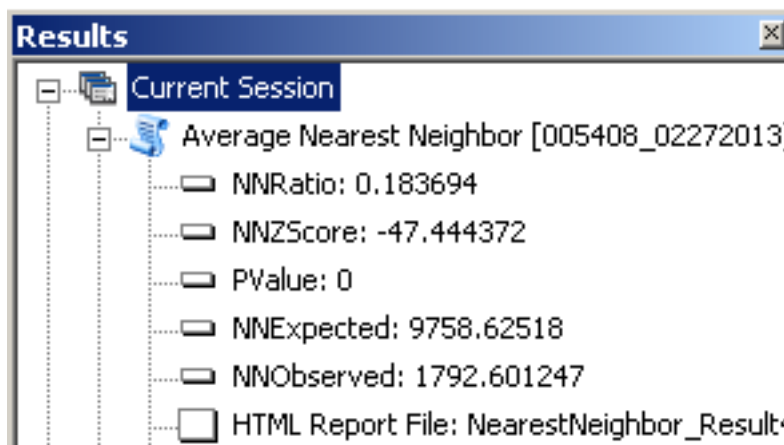 Results
Current Session
Average Nearest Neighbor [005408_02272013]
NNRatio: 0.183694
NNZScore: -47.444372
PValue: 0
NNExpected: 9758.62518
NNObserved: 1792.601247
HTML Report File: NearestNeighbor_Result